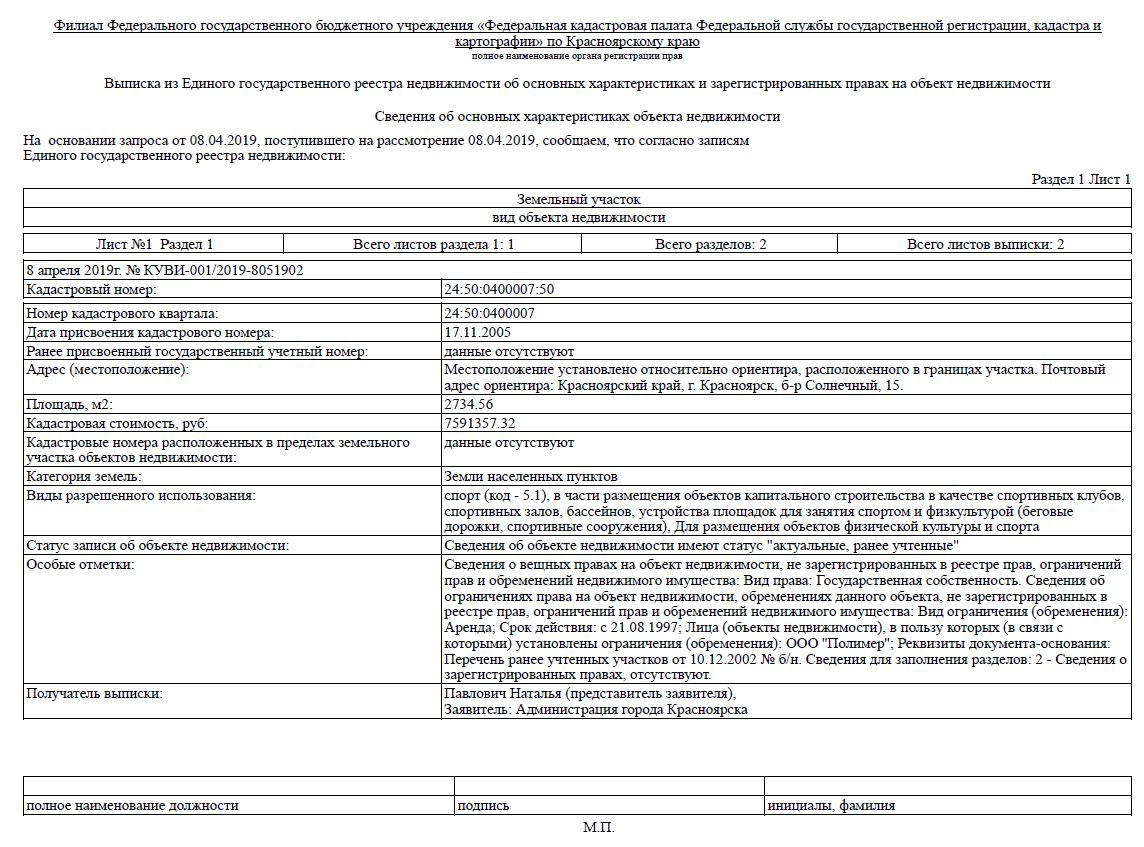 Филиал Федерального государственного бюджетного учреждения «Федеральная кадастровая палата Федеральной службы государственной регистрации, кадастра и
картографии» по Красноярскому краю
полное наименование органа регистрации прав
Выписка из Единого государственного реестра недвижимости об основных характеристиках и зарегистрированных правах на объект недвижимости
Сведения об основных характеристиках объекта недвижимости
На основании запроса от 08.04.2019, поступившего на рассмотрение 08.04.2019, сообщаем, что согласно записям
Единого государственного реестра недвижимости:
Раздел 1 Лист 1
Земельный участок
вид объекта недвижимости
Лист №1 Раздел 1 Всего листов раздела 1: 1 Всего разделов: 2 Всего листов выписки: 2
8 апреля 2019г. № КУВИ-001/2019-8051902
Кадастровый номер: 24:50:0400007:50
Номер кадастрового квартала: 24:50:0400007
Дата присвоения кадастрового номера: 17.11.2005
Ранее присвоенный государственный учетный номер: данные отсутствуют
Адрес (местоположение): Местоположение установлено относительно ориентира, расположенного в границах участка. Почтовый
адрес ориентира: Красноярский край, г. Красноярск, б-р Солнечный, 15.
Площадь, м2: 2734.56
Кадастровая стоимость, руб: 7591357.32
Кадастровые номера расположенных в пределах земельного
участка объектов недвижимости:
данные отсутствуют
Категория земель: Земли населенных пунктов
Виды разрешенного использования: спорт (код - 5.1), в части размещения объектов капитального строительства в качестве спортивных клубов,
спортивных залов, бассейнов, устройства площадок для занятия спортом и физкультурой (беговые
дорожки, спортивные сооружения), Для размещения объектов физической культуры и спорта
Статус записи об объекте недвижимости: Сведения об объекте недвижимости имеют статус "актуальные, ранее учтенные"
Особые отметки: Сведения о вещных правах на объект недвижимости, не зарегистрированных в реестре прав, ограничений
прав и обременений недвижимого имущества: Вид права: Государственная собственность. Сведения об
ограничениях права на объект недвижимости, обременениях данного объекта, не зарегистрированных в
реестре прав, ограничений прав и обременений недвижимого имущества: Вид ограничения (обременения):
Аренда; Срок действия: с 21.08.1997; Лица (объекты недвижимости), в пользу которых (в связи с
которыми) установлены ограничения (обременения): ООО "Полимер"; Реквизиты документа-основания:
Перечень ранее учтенных участков от 10.12.2002 № б/н. Сведения для заполнения разделов: 2 - Сведения о
зарегистрированных правах, отсутствуют.
Получатель выписки: Павлович Наталья (представитель заявителя),
Заявитель: Администрация города Красноярска
полное наименование должности подпись инициалы, фамилия
М.П.